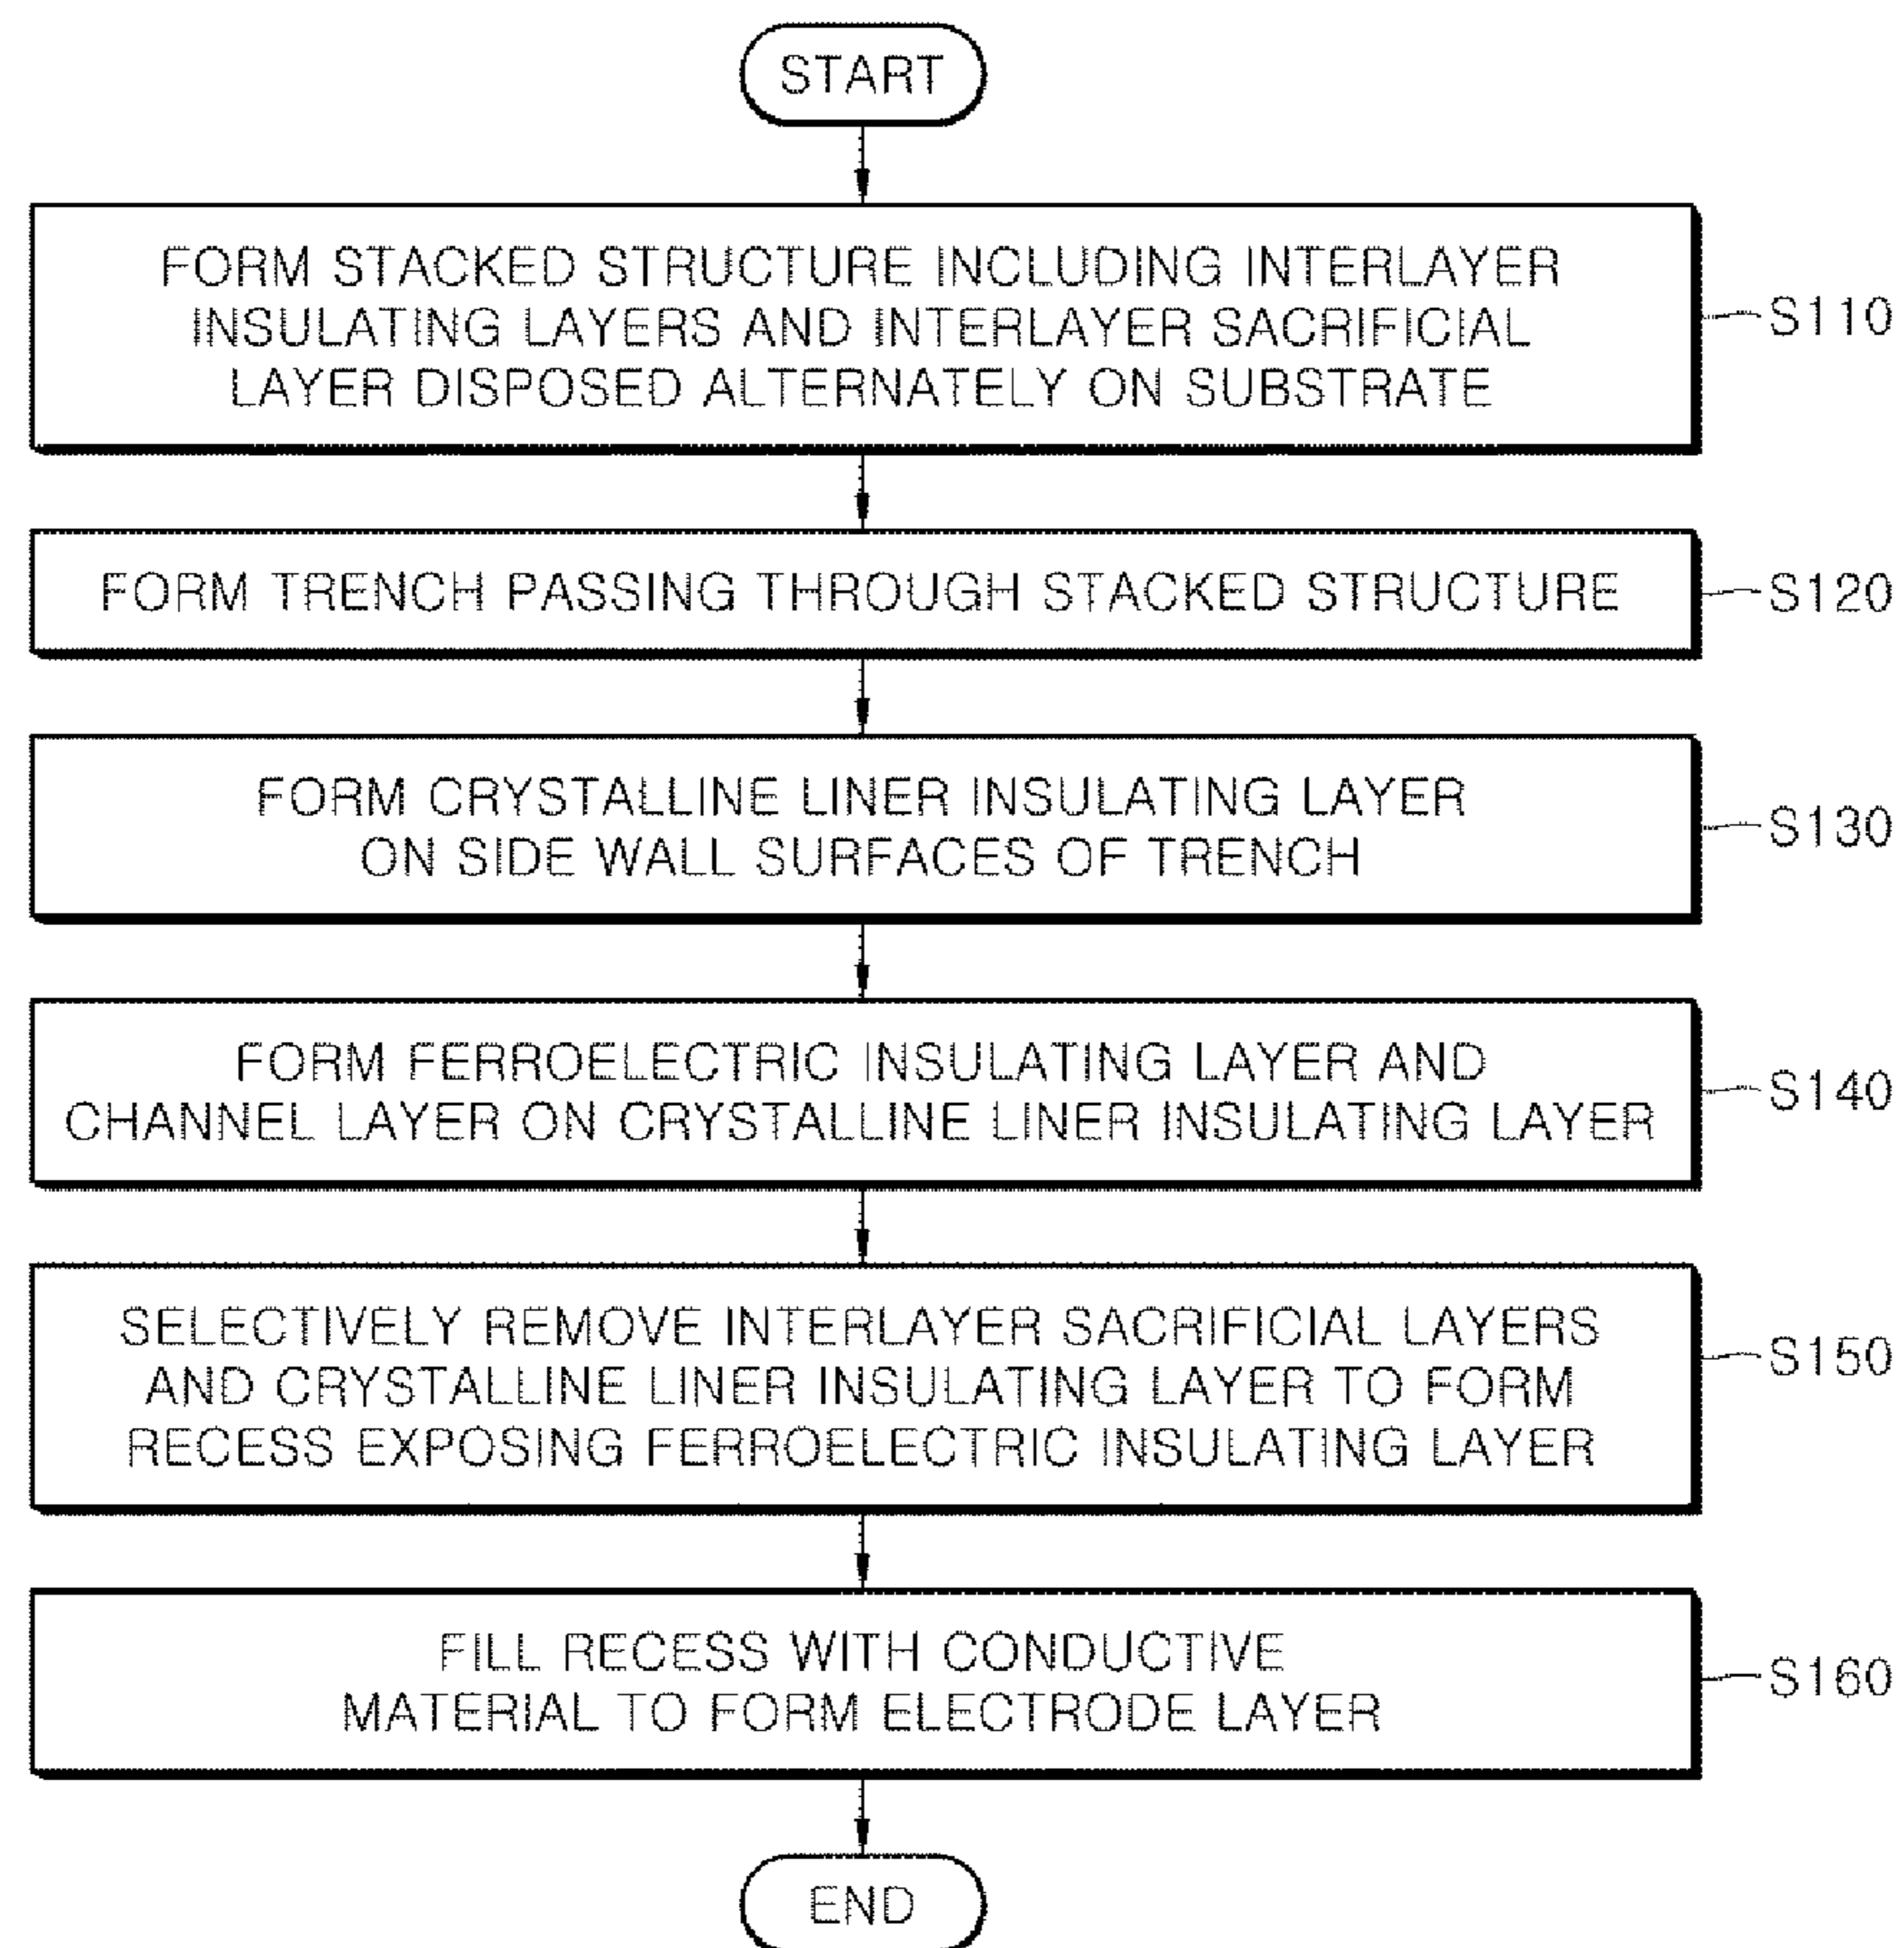 START
FORM STACKED STRUCTURE INCLUDING INTERLAYER
INSULATING LAYERS AND INTERLAYER SACRIFICIAL
LAYER DISPOSED ALTERNATELY ON SUBSTRATE
S110
FORM TRENCH PASSING THROUGH STACKED STRUCTURE
S120
FORM CRYSTALLINE LINER INSULATING LAYER
ON SIDE WALL SURFACES OF TRENCH
S130
FORM FERROELECTRIC INSULATING LAYER AND
CHANNEL LAYER ON CRYSTALLINE LINER INSULATING LAYER
S140
SELECTIVELY REMOVE INTERLAYER SACRIFICIAL LAYERS
AND CRYSTALLINE LINER INSULATING LAYER TO FORM
RECESS EXPOSING FERROELECTRIC INSULATING LAYER
S150
FILL RECESS WITH CONDUCTIVE
MATERIAL TO FORM ELECTRODE LAYER
S160
END